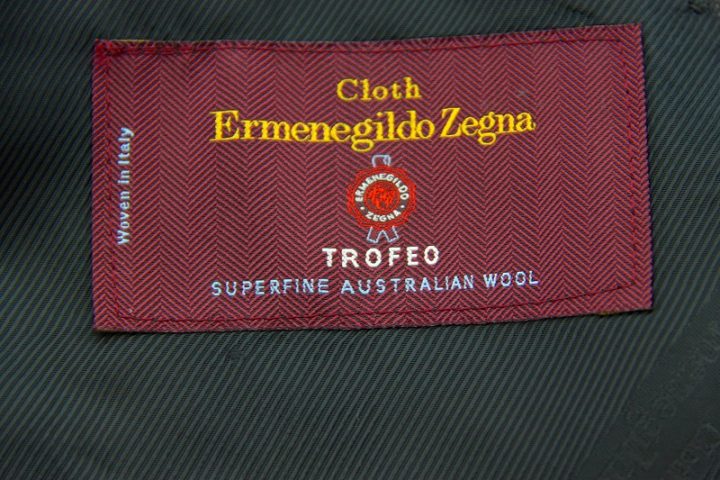 Cloth
Ermenegildo Zegna
Woven in Italy
ERMENEGILDO
ZEGNA
TROFEO
SUPERFINE AUSTRALIAN WOOL